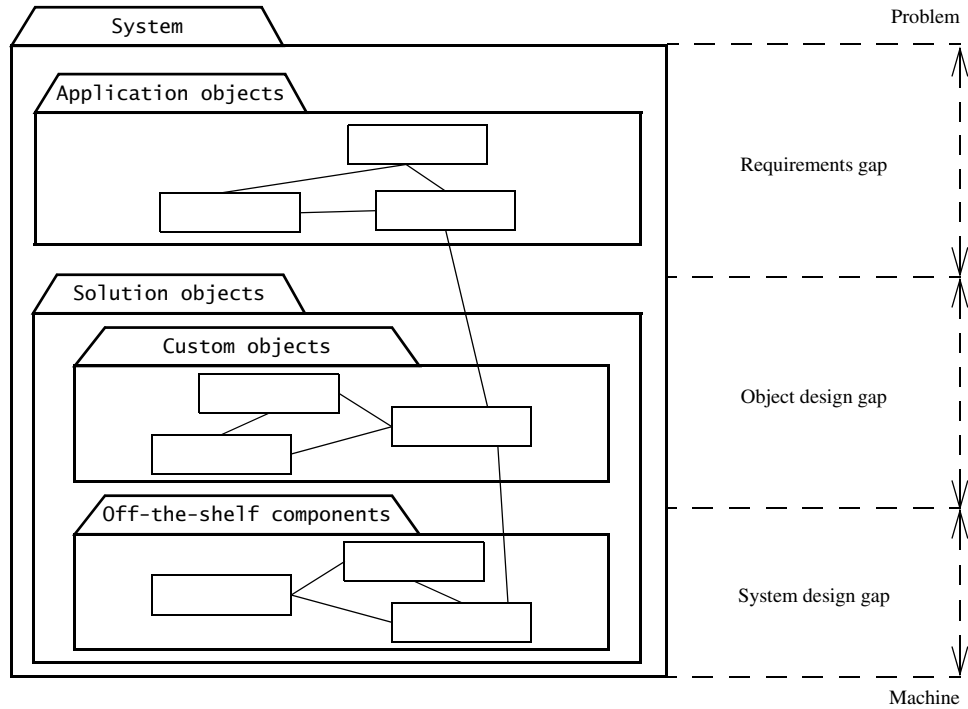 Problem
System
Application objects
Requirements gap
Solution objects
Custom objects
Object design gap
Off-the-shelf components
System design gap
Machine